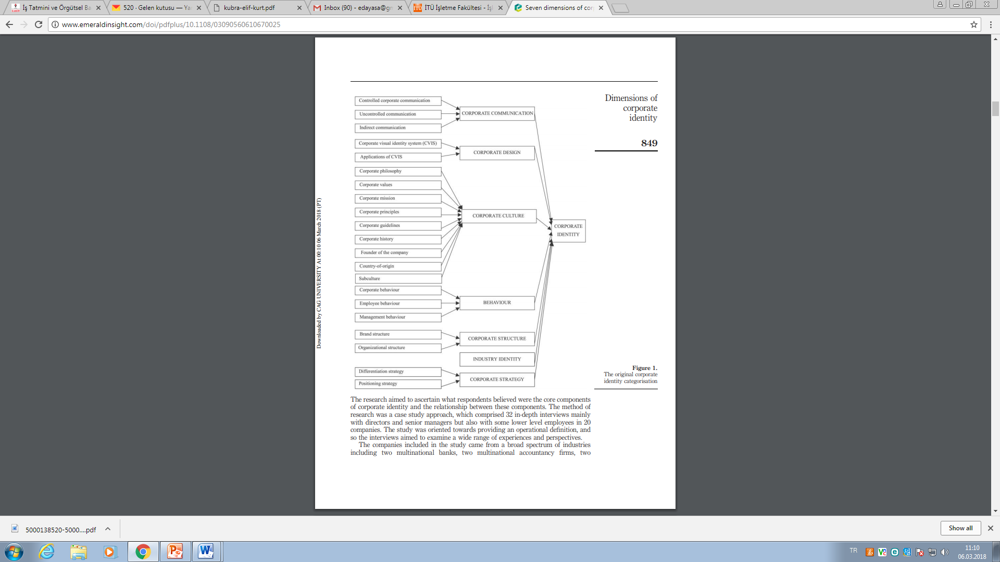 İş Tatmini ve Örgütsel Ba
520 · Gelen kutusu — Ya
kubra-elif-kurt.pdf
Inbox (90) - edayasa@gm
İTÜ İşletme Fakültesi - İş
Seven dimensions of cor
www.emeraldinsight.com/doi/pdfplus/10.1108/03090560610670025
Dimensions of
corporate
identity
849
Controlled corporate communication
Uncontrolled communication
Indirect communication
CORPORATE COMMUNICATION
Corporate visual identity system (CVIS)
Applications of CVIS
CORPORATE DESIGN
Corporate philosophy
Corporate values
Corporate mission
Corporate principles
Corporate guidelines
Corporate history
Founder of the company
Country-of-origin
Subculture
CORPORATE CULTURE
CORPORATE
IDENTITY
Corporate behaviour
Employee behaviour
Management behaviour
BEHAVIOUR
Brand structure
Organizational structure
CORPORATE STRUCTURE
INDUSTRY IDENTITY
Differentiation strategy
Positioning strategy
CORPORATE STRATEGY
Figure 1.
The original corporate
identity categorisation
Downloaded by CAG UNIVERSITY At 00:10 06 March 2018 (PT)
The research aimed to ascertain what respondents believed were the core components
of corporate identity and the relationship between these components. The method of
research was a case study approach, which comprised 32 in-depth interviews mainly
with directors and senior managers but also with some lower level employees in 20
companies. The study was oriented towards providing an operational definition, and
so the interviews aimed to examine a wide range of experiences and perspectives.
The companies included in the study came from a broad spectrum of industries
including two multinational banks, two multinational accountancy firms, two
5000138520-5000....pdf
Show all
TR
11:10
06.03.2018